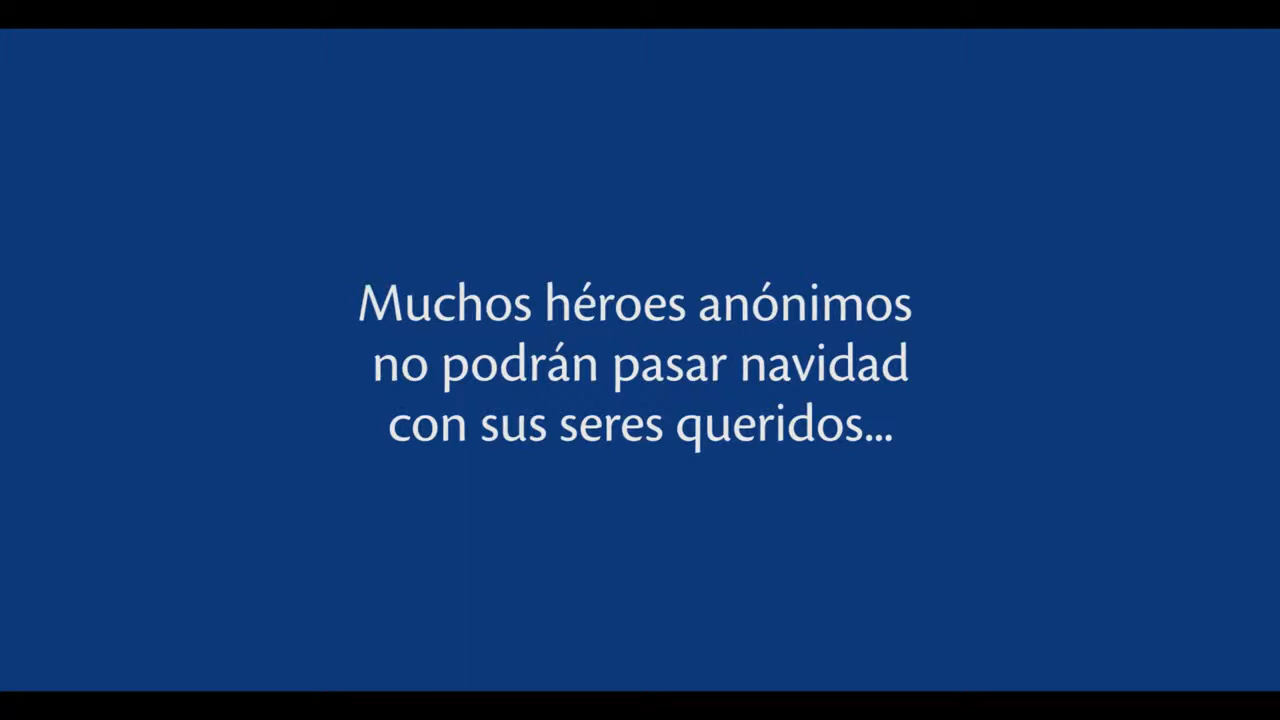 Muchos héroes anónimos
no podrán pasar navidad
con sus seres queridos...